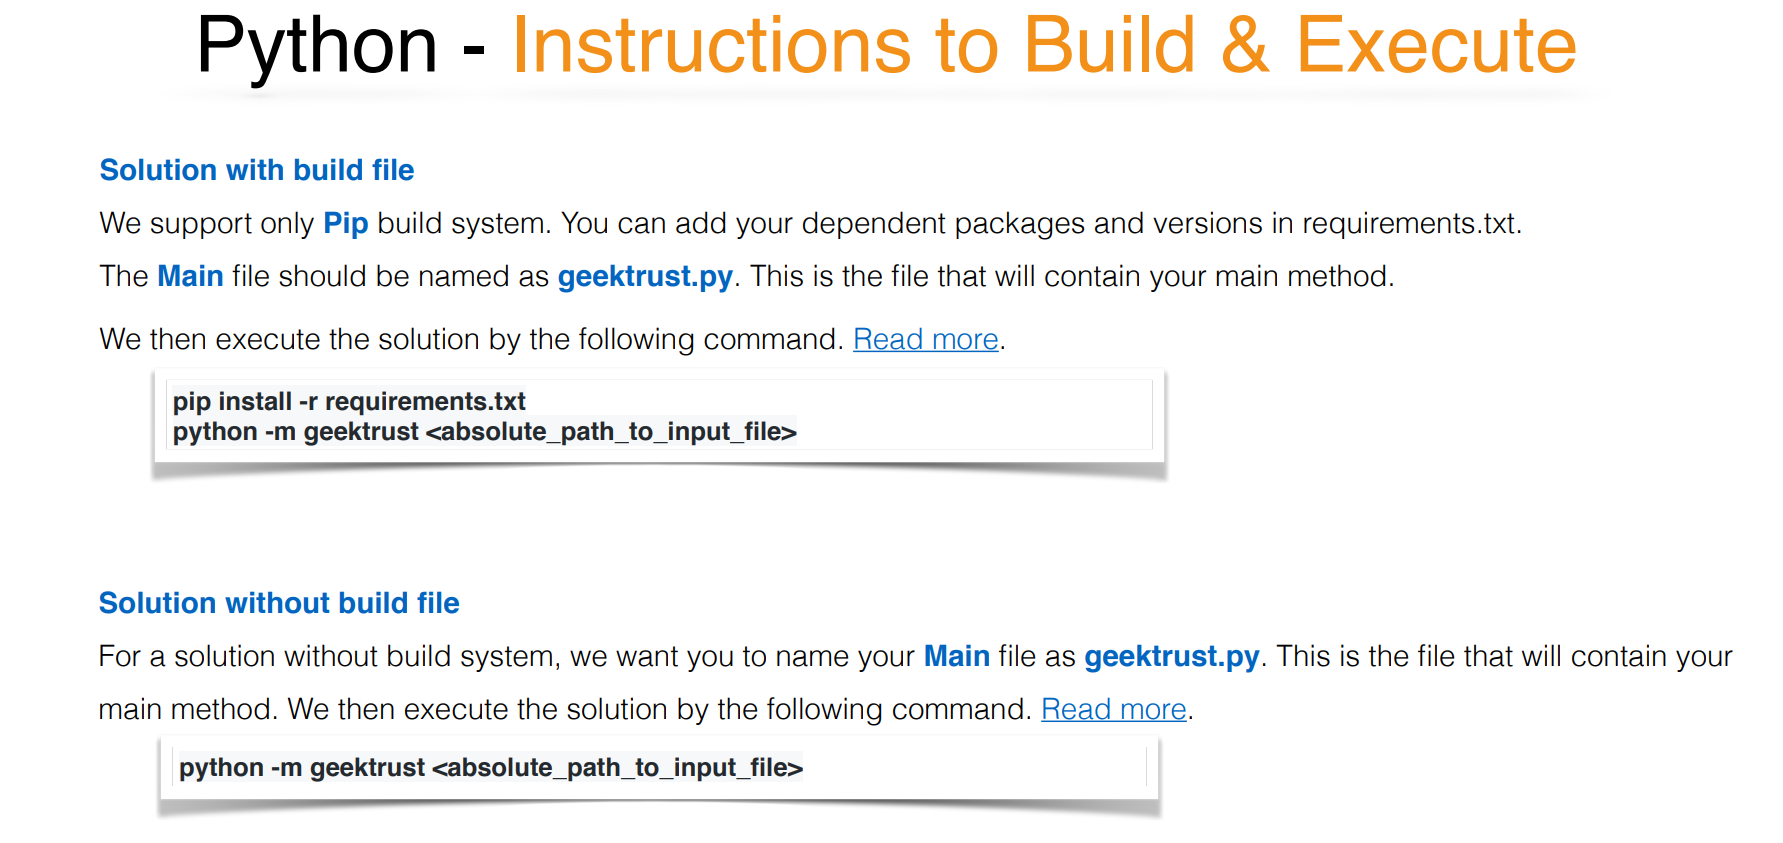 Python - Instructions to Build & Execute
Solution with build file
We support only Pip build system. You can add your dependent packages and versions in requirements.txt.
The Main file should be named as geektrust.py. This is the file that will contain your main method.
We then execute the solution by the following command. Read more.
pip install -r requirements.txt
python -m geektrust <absolute_path_to_input_file>
Solution without build file
For a solution without build system, we want you to name your Main file as geektrust.py. This is the file that will contain your
main method. We then execute the solution by the following command. Read more.
python -m geektrust <absolute_path_to_input_file>